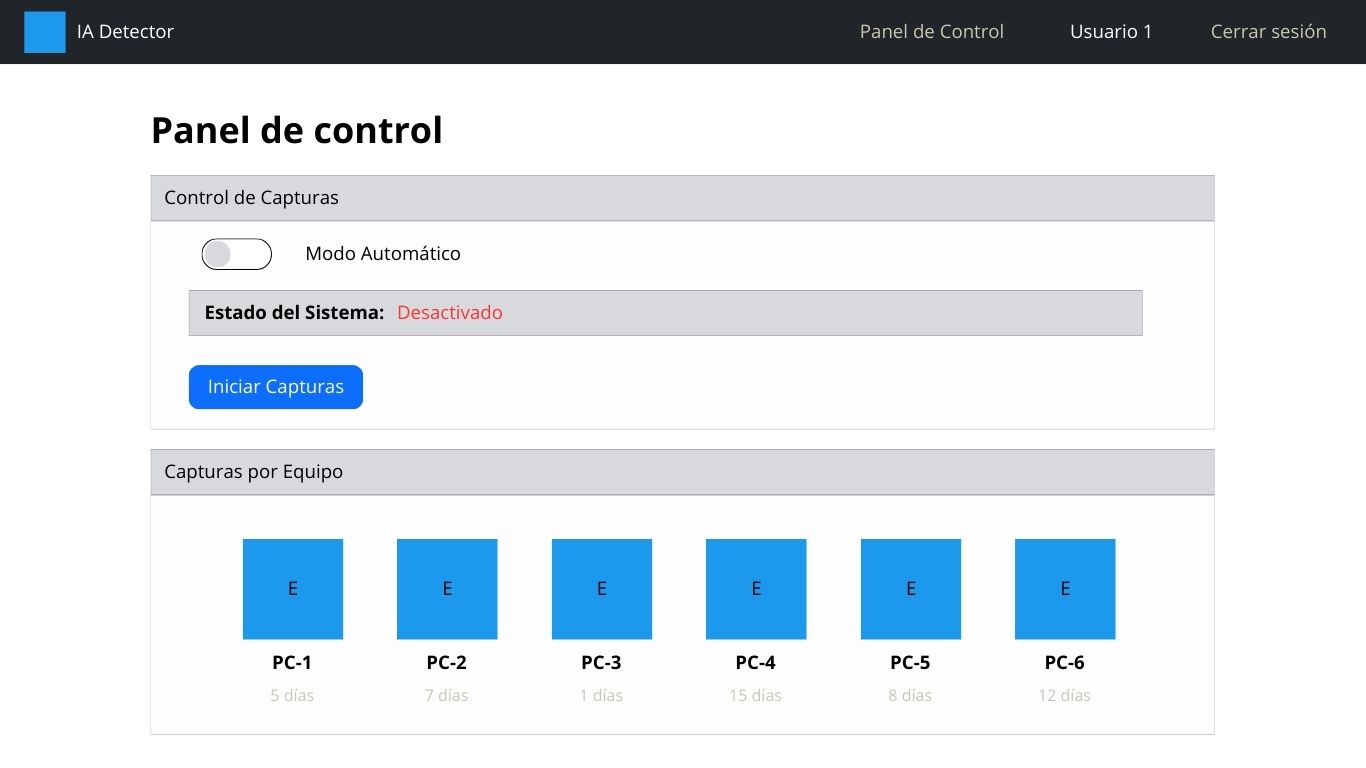 IA Detector
Panel de Control
Usuario 1
Cerrar sesión
Panel de control
Control de Capturas
Modo Automático
Estado del Sistema: Desactivado
Iniciar Capturas
Capturas por Equipo
E E E E E E
PC-1 PC-2 PC-3 PC-4 PC-5 PC-6
5 días 7 días 1 días 15 días 8 días 12 días